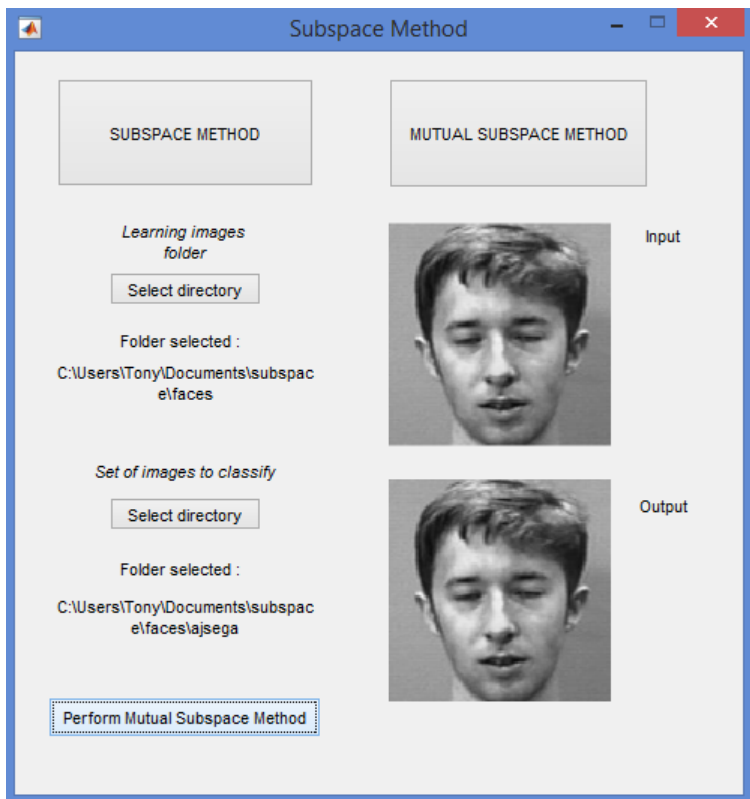 Subspace Method
SUBSPACE METHOD
MUTUAL SUBSPACE METHOD
Learning images
folder
Select directory
Folder selected :
C:\Users\Tony\Documents\subspac
e\faces
Set of images to classify
Select directory
Folder selected :
C:\Users\Tony\Documents\subspac
e\faces\ajsega
Perform Mutual Subspace Method
Input
Output